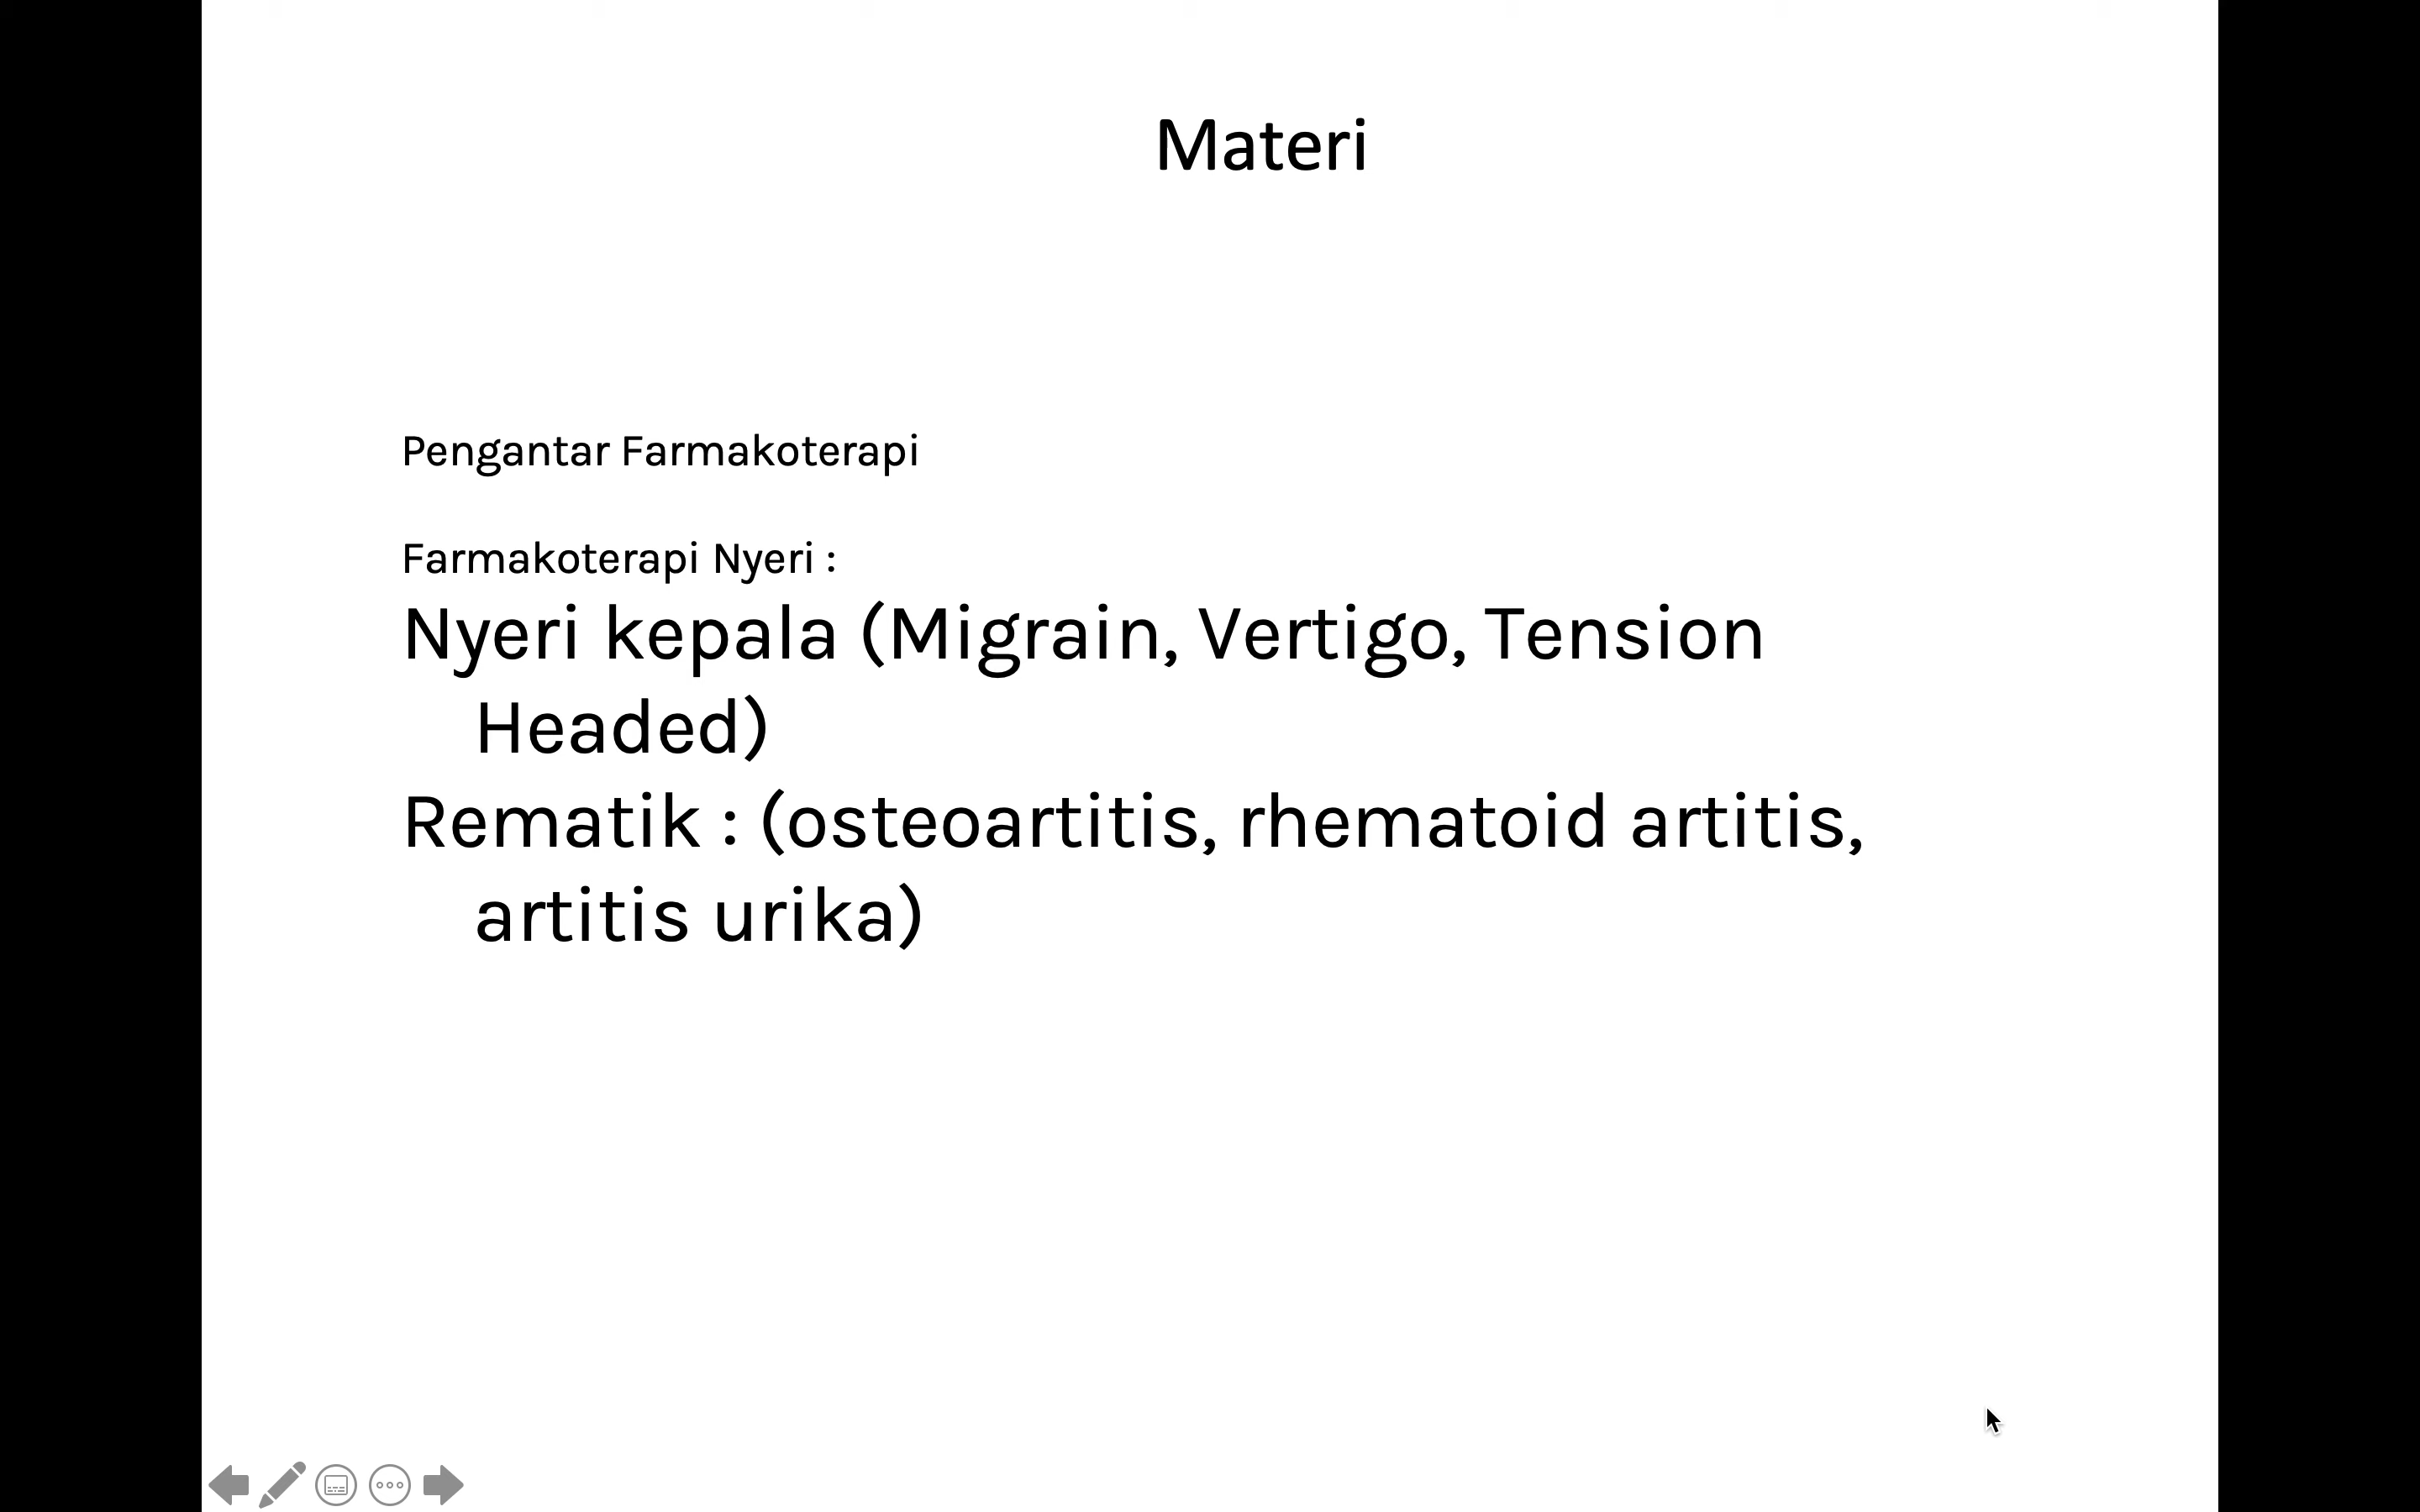 Materi
Pengantar Farmakoterapi
Farmakoterapi Nyeri :
Nyeri kepala (Migrain, Vertigo, Tension
Headed)
Rematik : (osteoartitis, rhematoid artitis,
artitis urika)